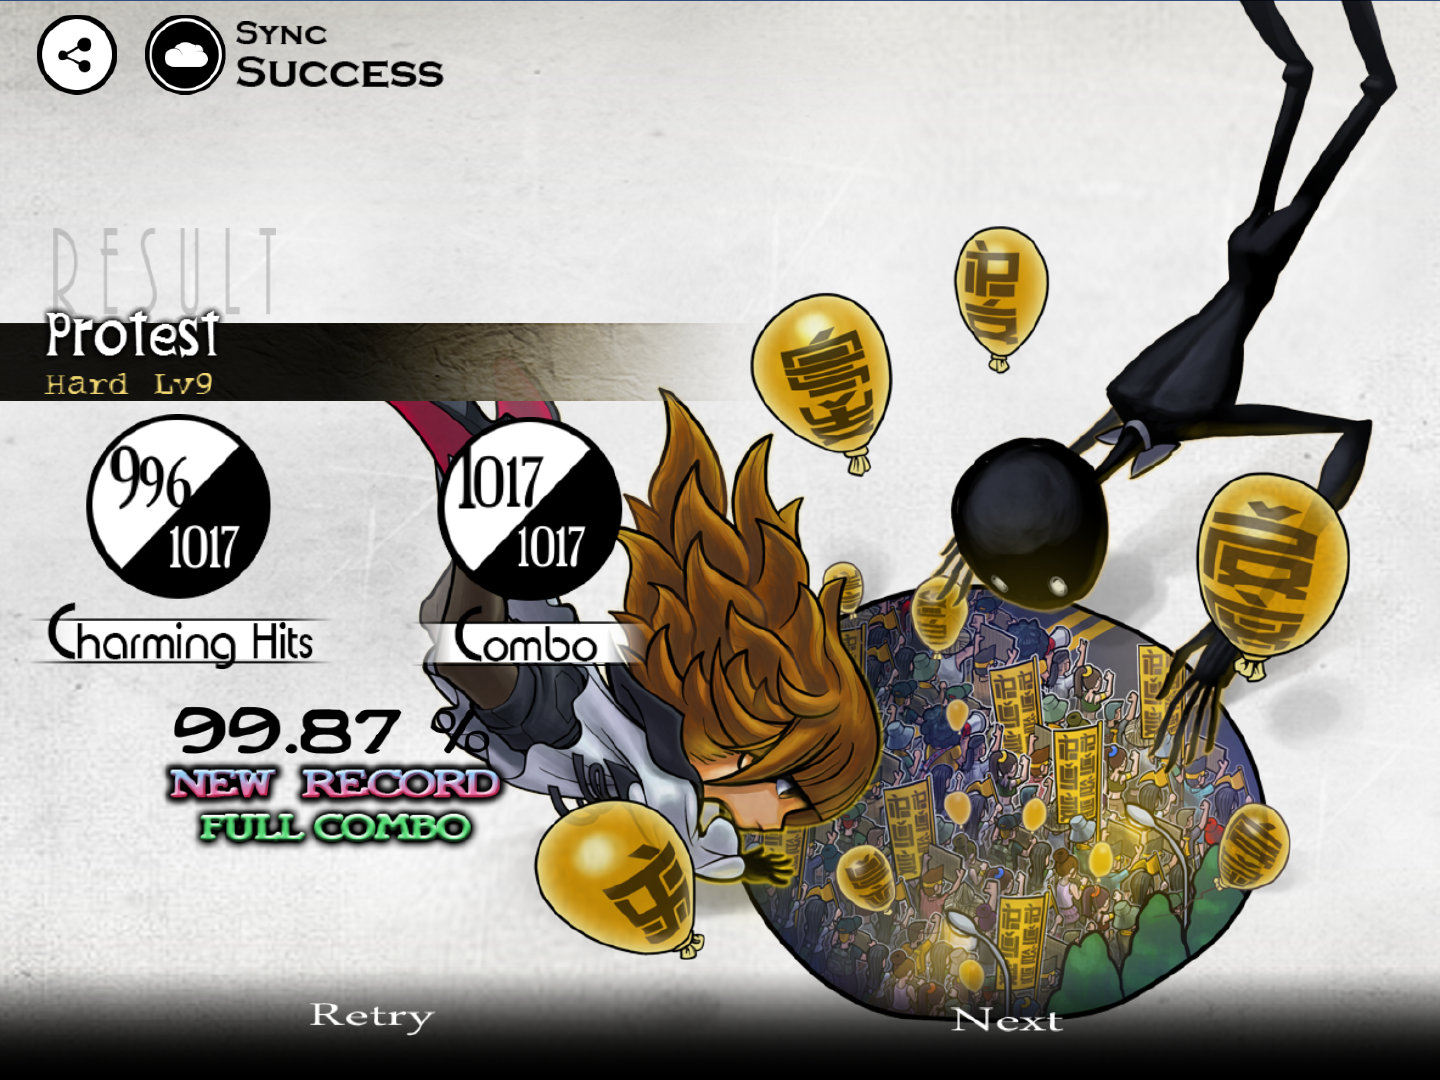 SYNC
SUCCESS
RESULT
Protest
Hard Lv9
996
1017
1017
1017
Charming Hits
Combo
99.87 %
NEW RECORD
FULL COMBO
Retry
Next